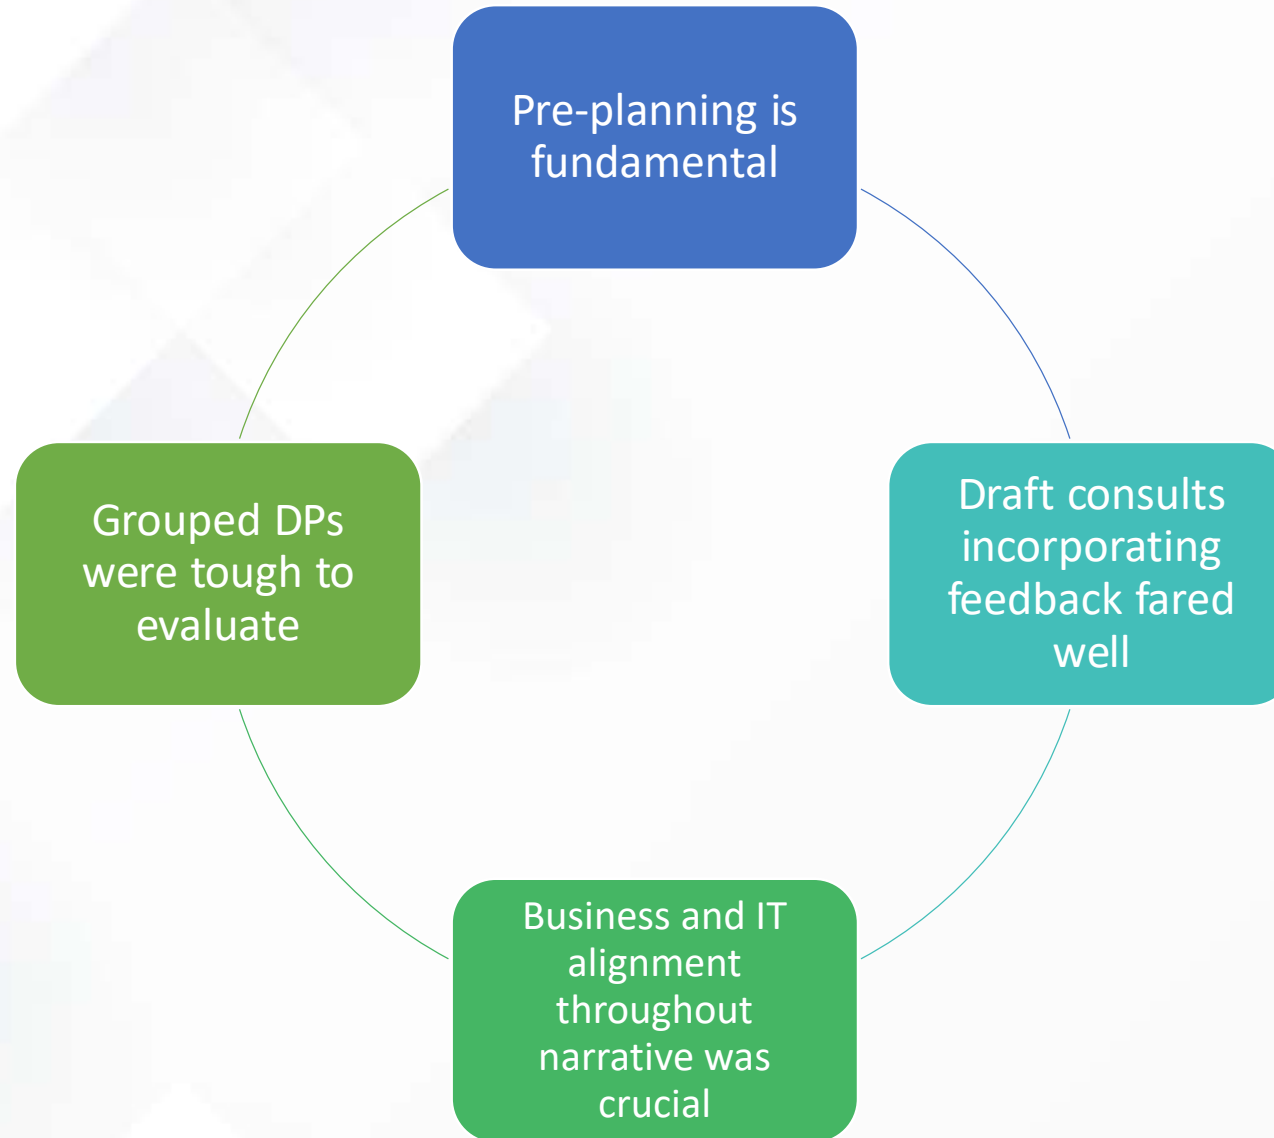 Pre-planning is
fundamental
Draft consults
incorporating
feedback fared
well
Business and IT
alignment
throughout
narrative was
crucial
Grouped DPs
were tough to
evaluate